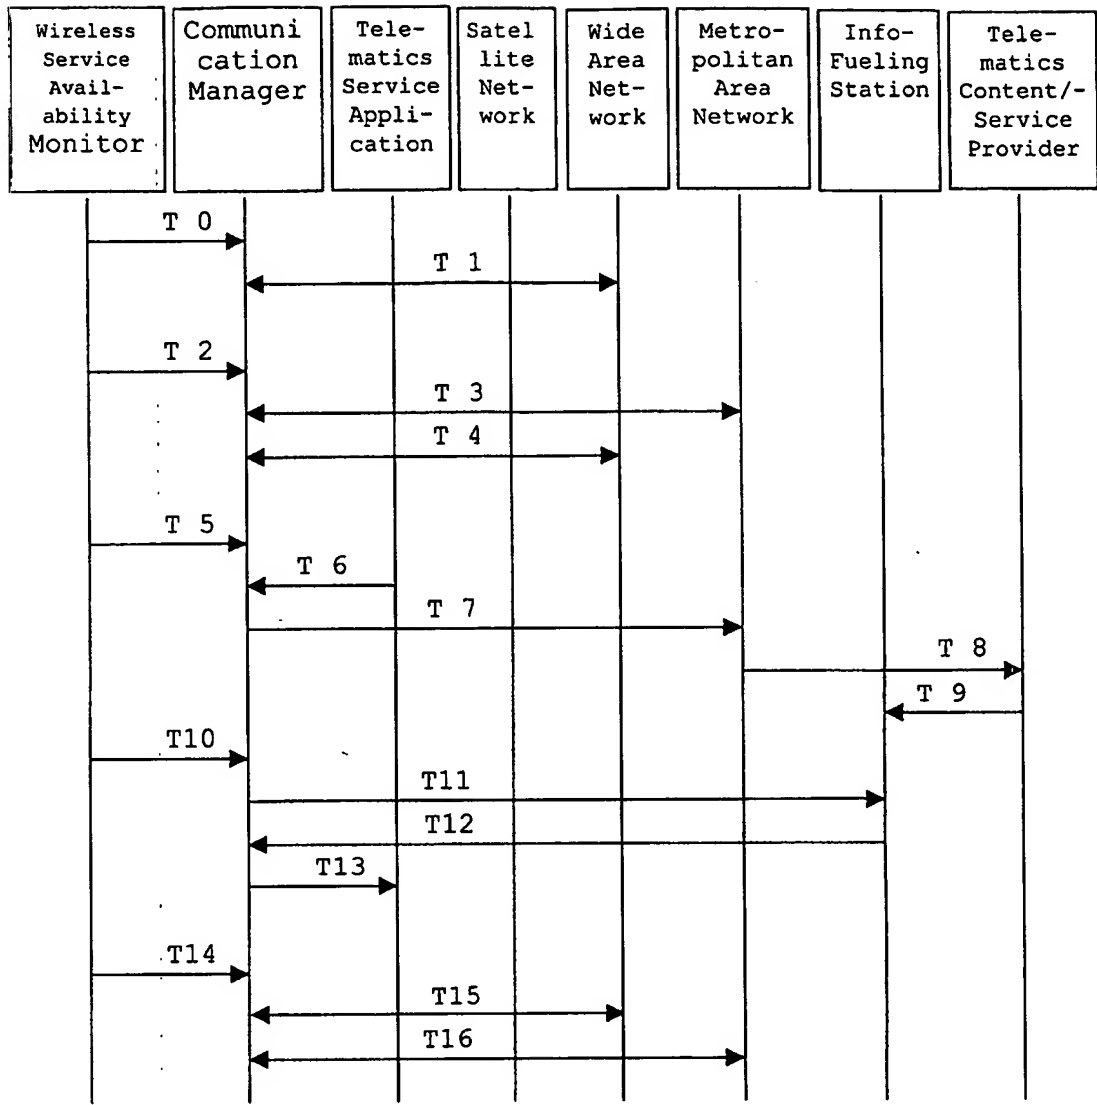 Wireless
Service
Avail-
ability
Monitor
Communi
cation
Manager
Tele-
matics
Service
Appli-
cation
Satel
lite
Net-
work
Wide
Area
Net-
work
Metro-
politan
Area
Network
Info-
Fueling
Station
Tele-
matics
Content/-
Service
Provider
T 0
T 1
T 2
T 3
T 4
T 5
T 6
T 7
T 8
T 9
T10
T11
T12
T13
T14
T15
T16